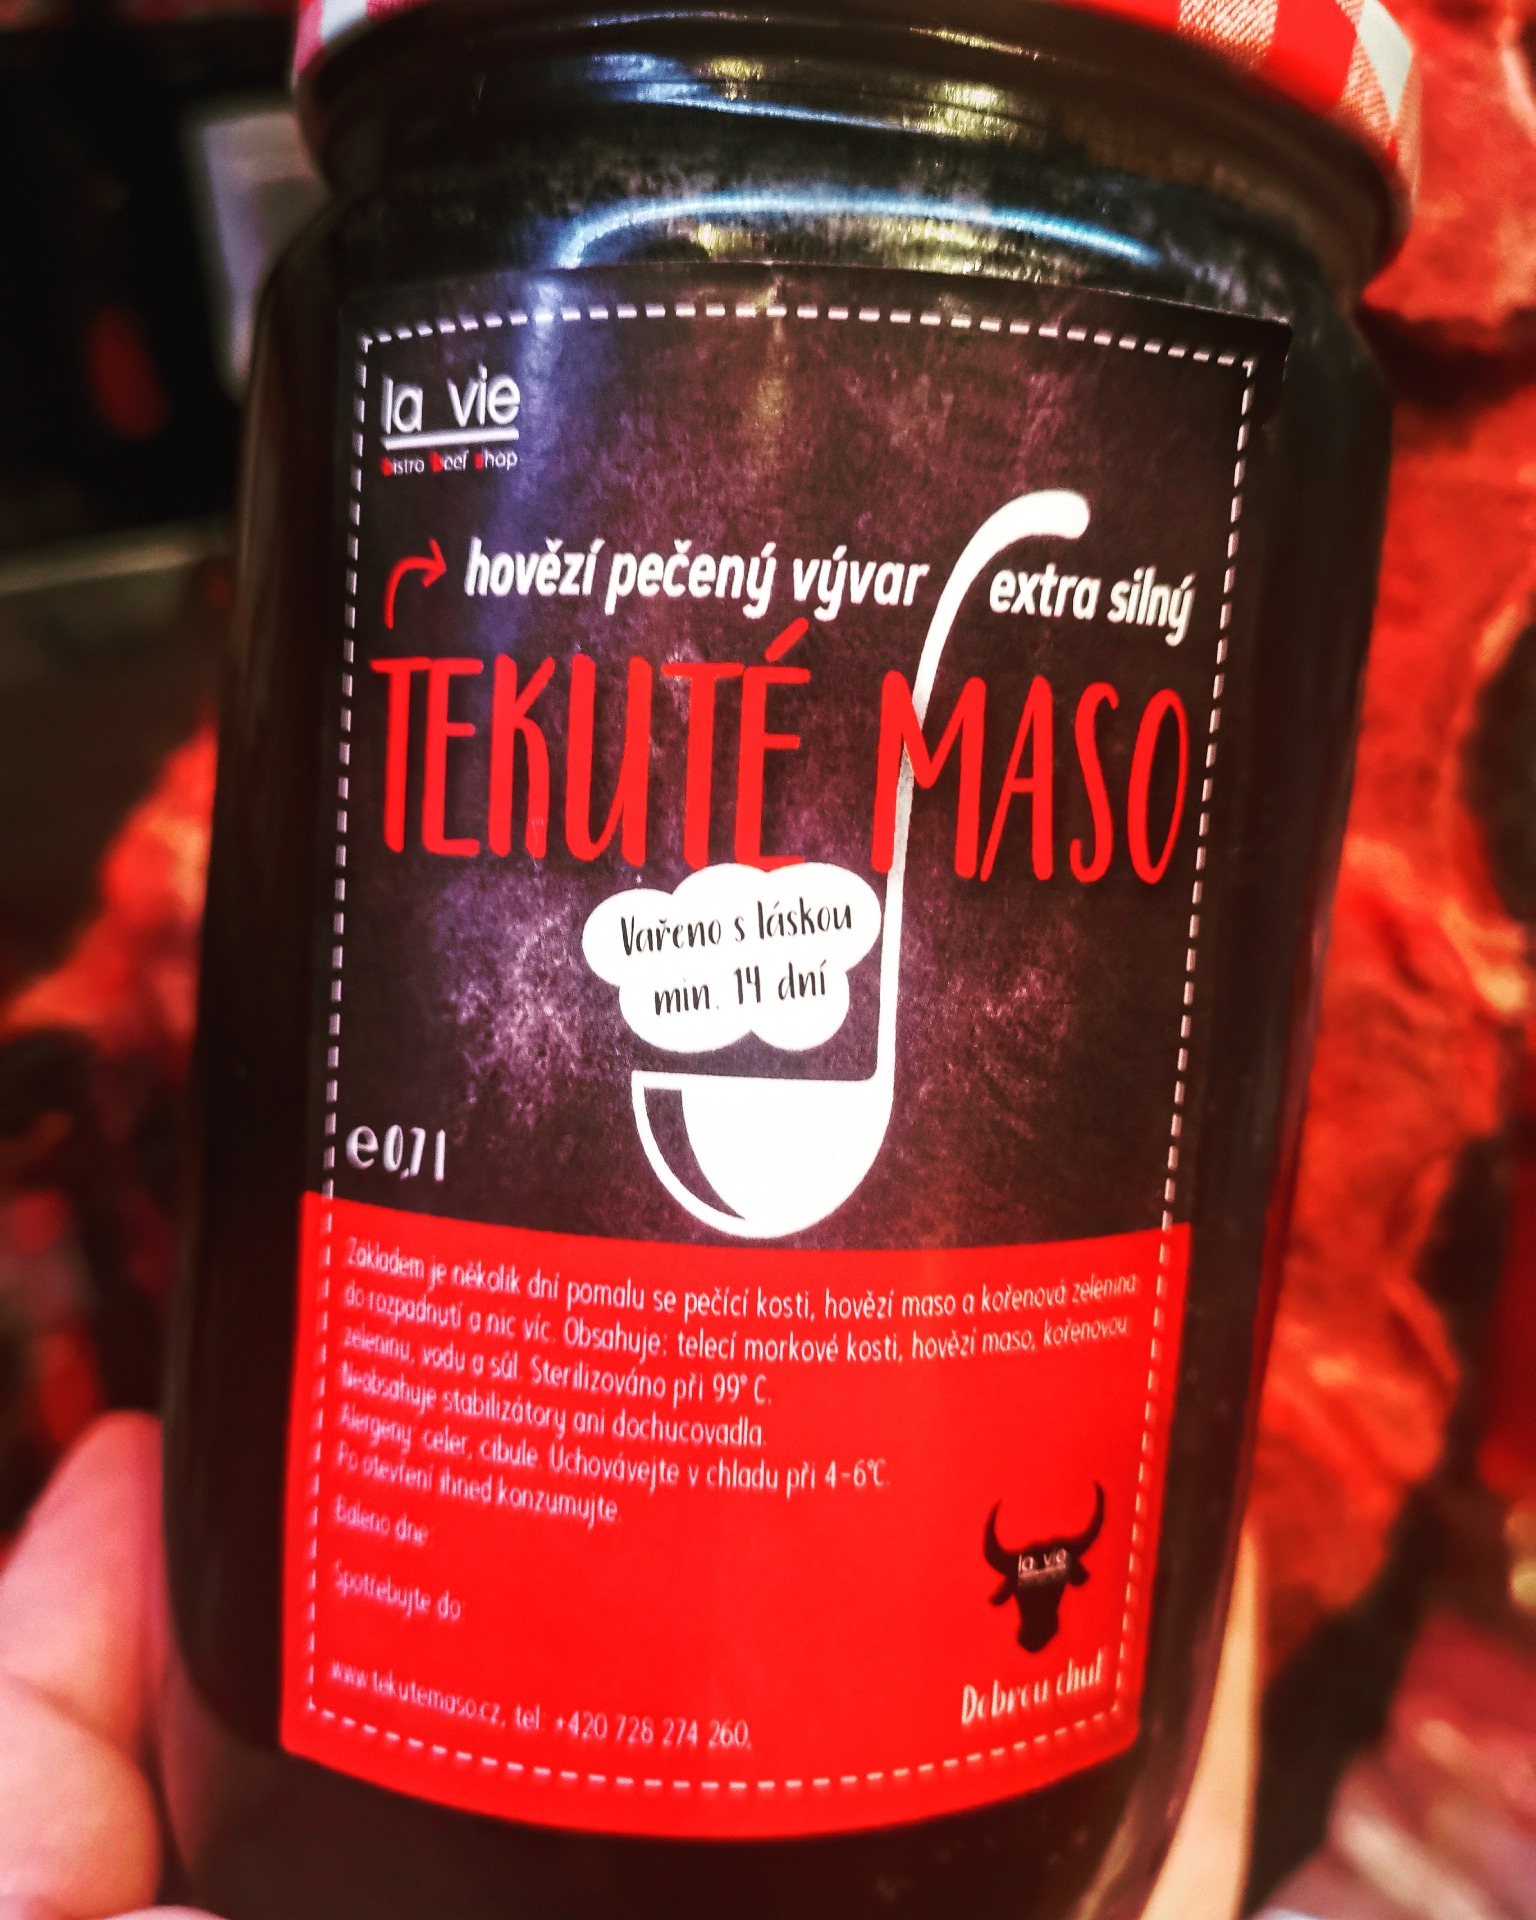 la vie
bistro beef shop
hovězí pečený vývar extra silný
TEKUTÉ MASO
Vařeno s láskou
min. 14 dní
e 0,7 l
Základem je několik dní pomalu se pečící kosti, hovězí maso a kořenová zelenina
do rozpadnutí a nic víc. Obsahuje: telecí morkové kosti, hovězí maso, kořenovou
zeleninu, vodu a sůl. Sterilizováno při 99° C.
Neobsahuje stabilizátory ani dochucovadla.
Alergeny: celer, cibule. Uchovávejte v chladu při 4-6°C.
Po otevření ihned konzumujte.
Baleno dne:
Spotřebujte do:
la vie
www.tekutemaso.cz, tel: +420 728 274 260,
Dobrou chuť